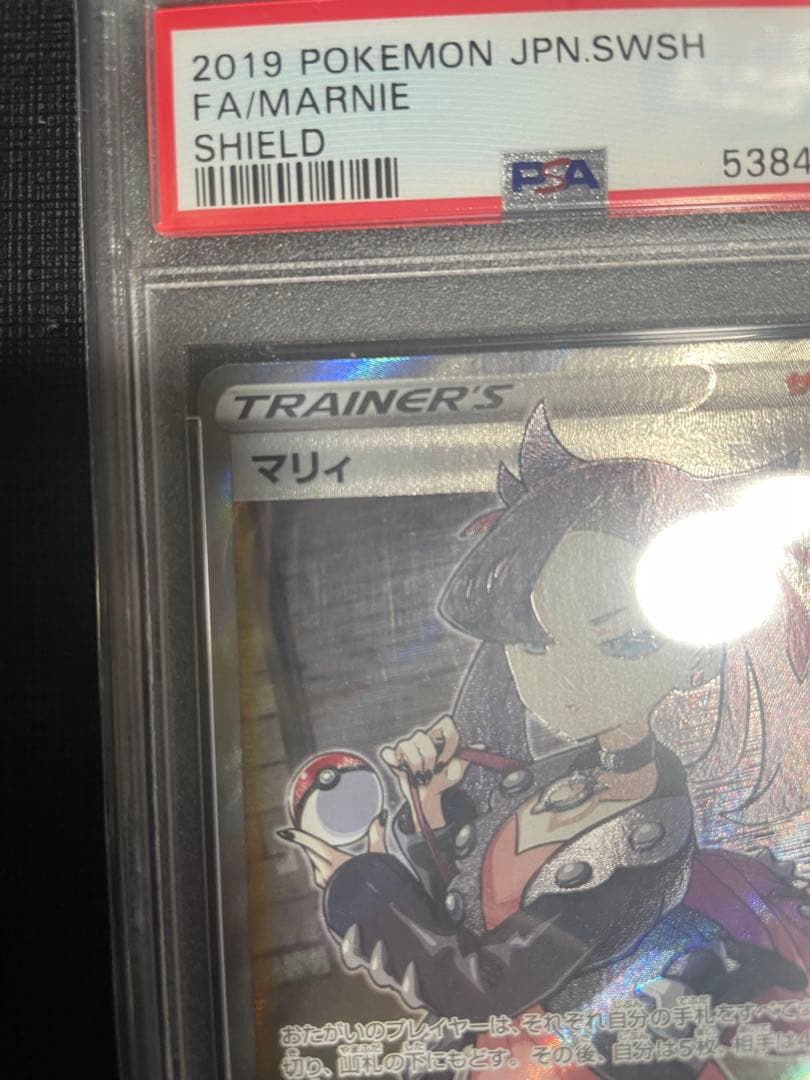 2019 POKEMON JPN.SWSH
FA/MARNIE
SHIELD
PSA
5384
TRAINER'S
マリィ
おたがいのプレイヤーは、それぞれ自分の手札をすべて
切り、山札の下にもどす。その後、自分は5枚、相手は